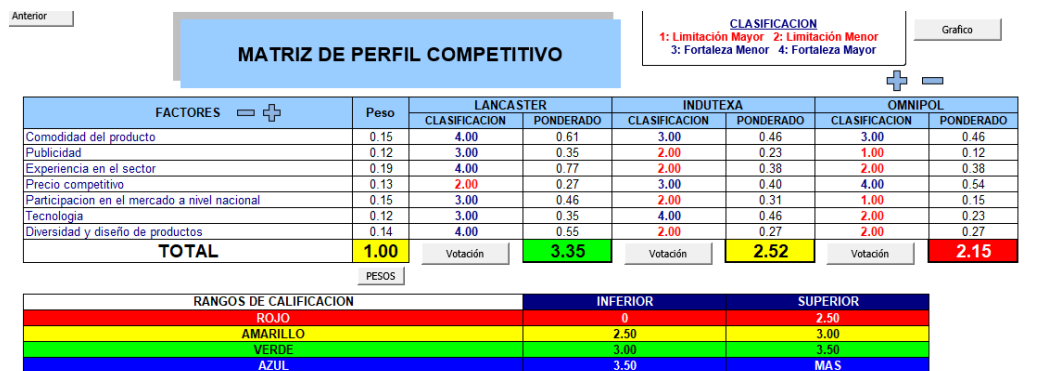 Anterior
MATRIZ DE PERFIL COMPETITIVO
CLASIFICACION
1: Limitación Mayor 2: Limitación Menor
3: Fortaleza Menor 4: Fortaleza Mayor
Grafico
FACTORES Peso LANCASTER INDUTEXA OMNIPOL
CLASIFICACION PONDERADO CLASIFICACION PONDERADO CLASIFICACION PONDERADO
Comodidad del producto 0.15 4.00 0.61 3.00 0.46 3.00 0.46
Publicidad 0.12 3.00 0.35 2.00 0.23 1.00 0.12
Experiencia en el sector 0.19 4.00 0.77 2.00 0.38 2.00 0.38
Precio competitivo 0.13 2.00 0.27 3.00 0.40 4.00 0.54
Participacion en el mercado a nivel nacional 0.15 3.00 0.46 2.00 0.31 1.00 0.15
Tecnologia 0.12 3.00 0.35 4.00 0.46 2.00 0.23
Diversidad y diseño de productos 0.14 4.00 0.55 2.00 0.27 2.00 0.27
TOTAL 1.00 Votación 3.35 Votación 2.52 Votación 2.15
PESOS
RANGOS DE CALIFICACION INFERIOR SUPERIOR
ROJO 0 2.50
AMARILLO 2.50 3.00
VERDE 3.00 3.50
AZUL 3.50 MAS